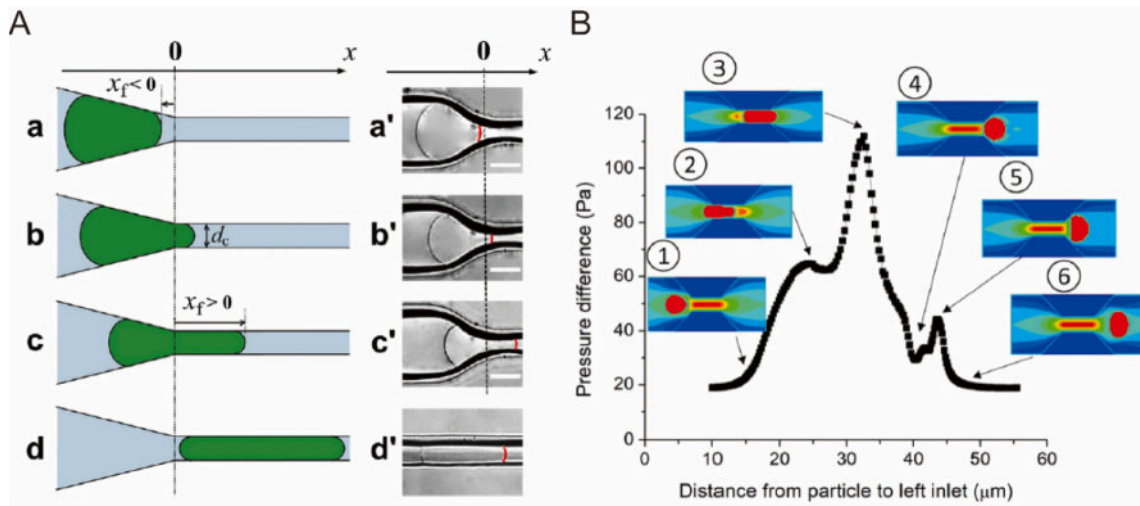 A
0
x
x_f < 0
a
b
d_c
x_f > 0
c
d
0
x
a'
b'
c'
d'
B
Pressure difference (Pa)
120
100
80
60
40
20
0
0
10
20
30
40
50
60
Distance from particle to left inlet (μm)
①
②
③
④
⑤
⑥